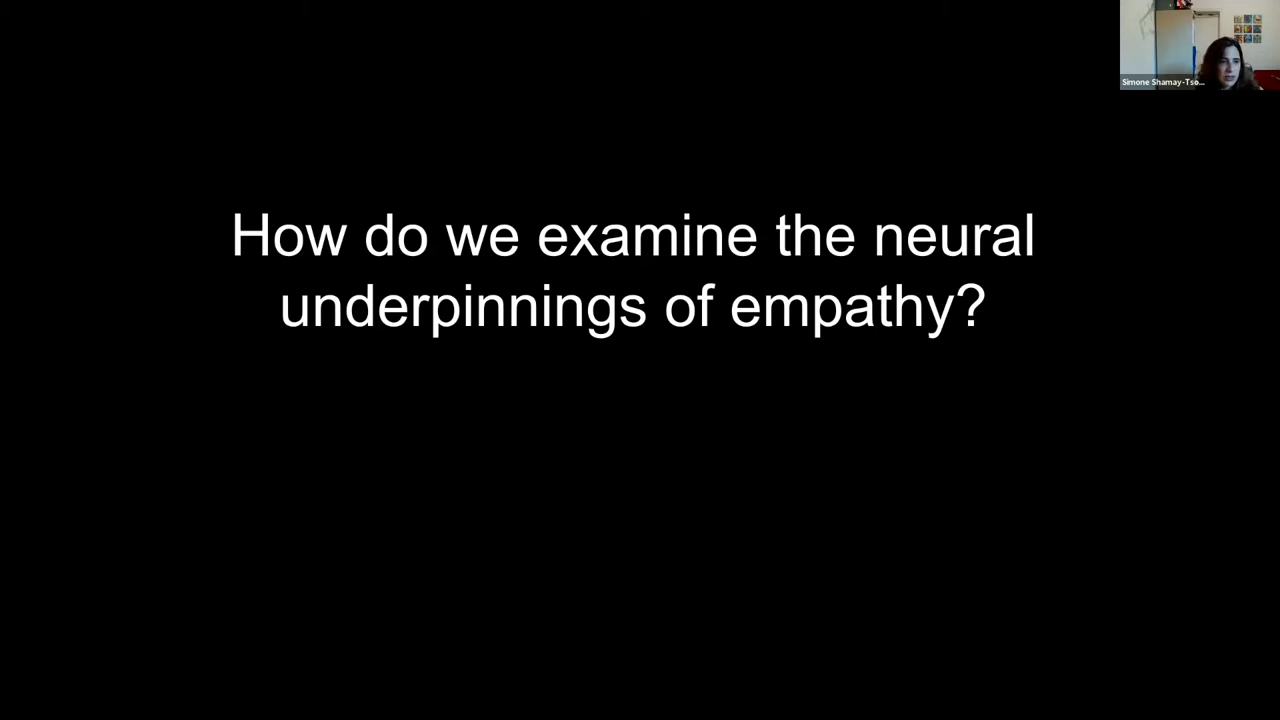 Simone Shamay-Tso...
How do we examine the neural
underpinnings of empathy?